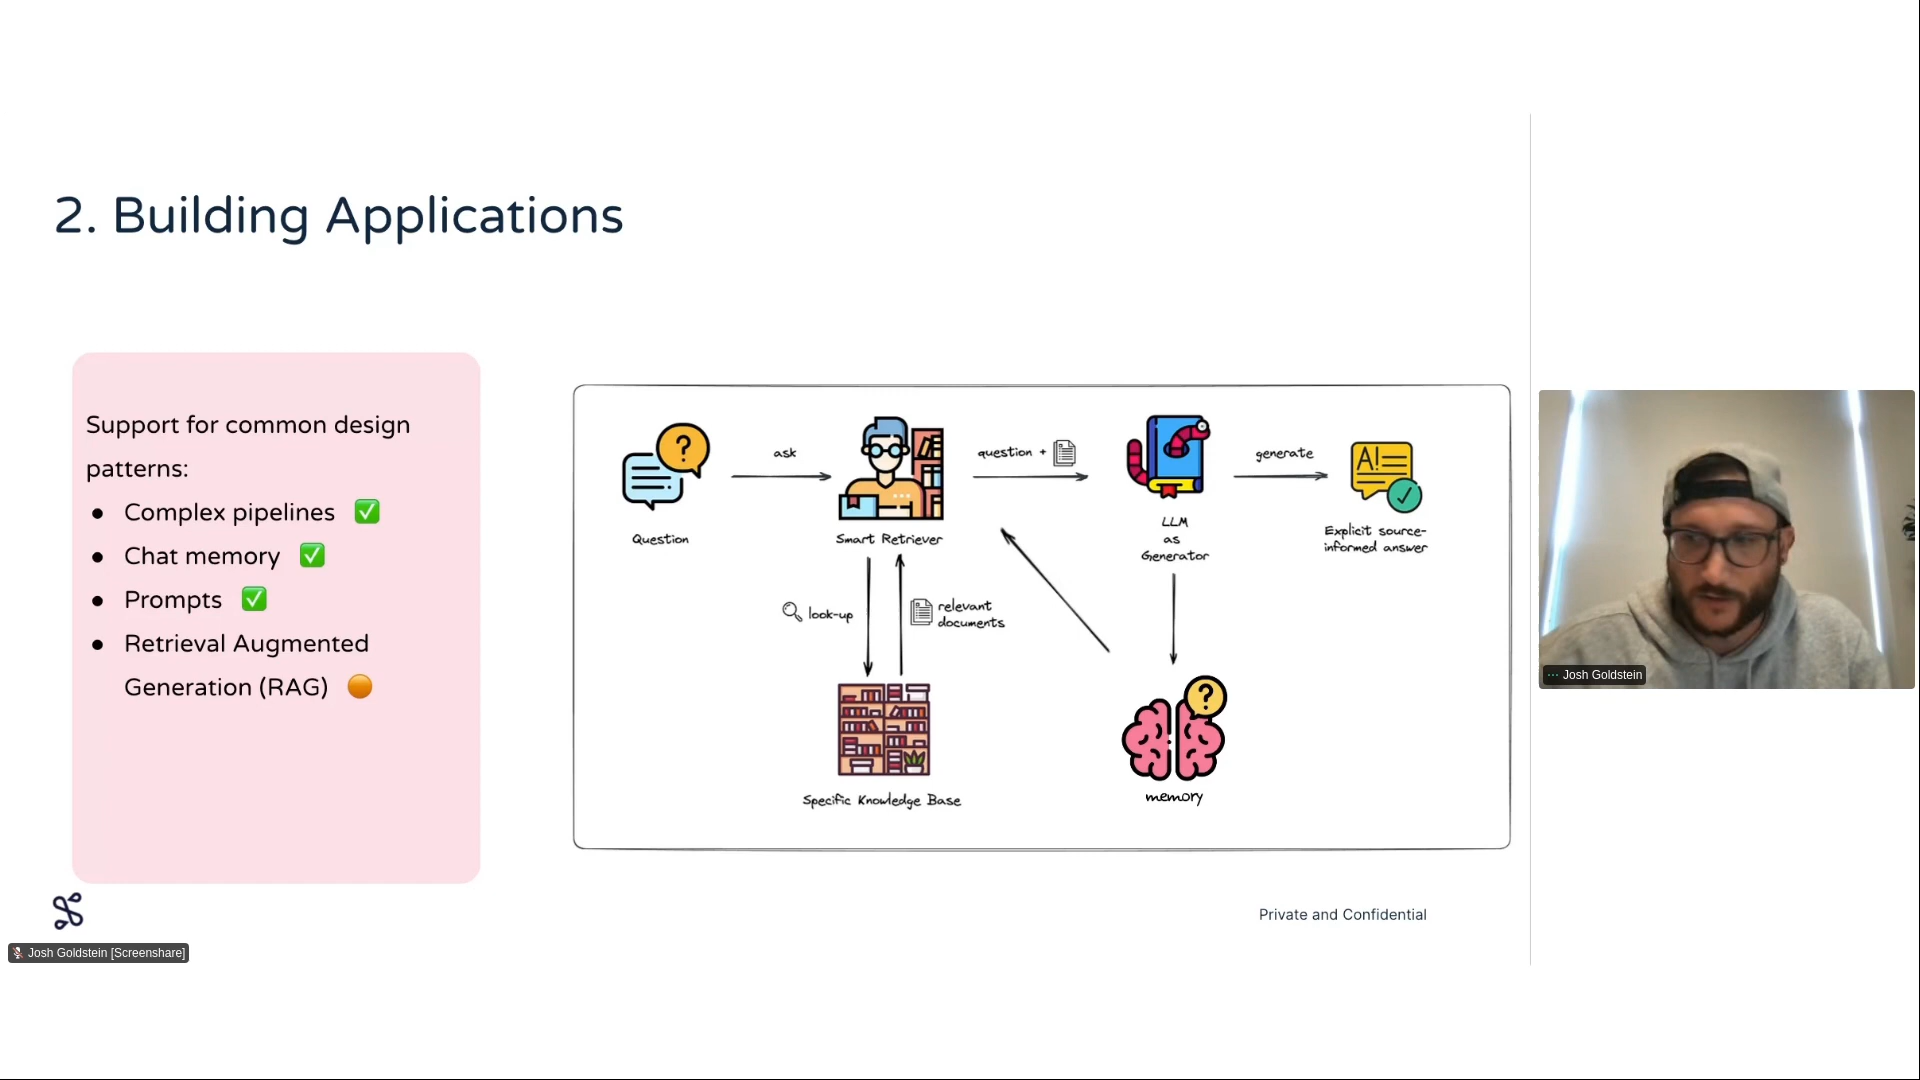 2. Building Applications
Support for common design
patterns:
● Complex pipelines ✅
● Chat memory ✅
● Prompts ✅
● Retrieval Augmented
Generation (RAG) 🟠
?
ask
question +
generate
A!
Question
Smart Retriever
LLM
as
Generator
Explicit source-
informed answer
look-up
relevant
documents
?
Specific Knowledge Base
memory
Private and Confidential
Josh Goldstein [Screenshare]
Josh Goldstein